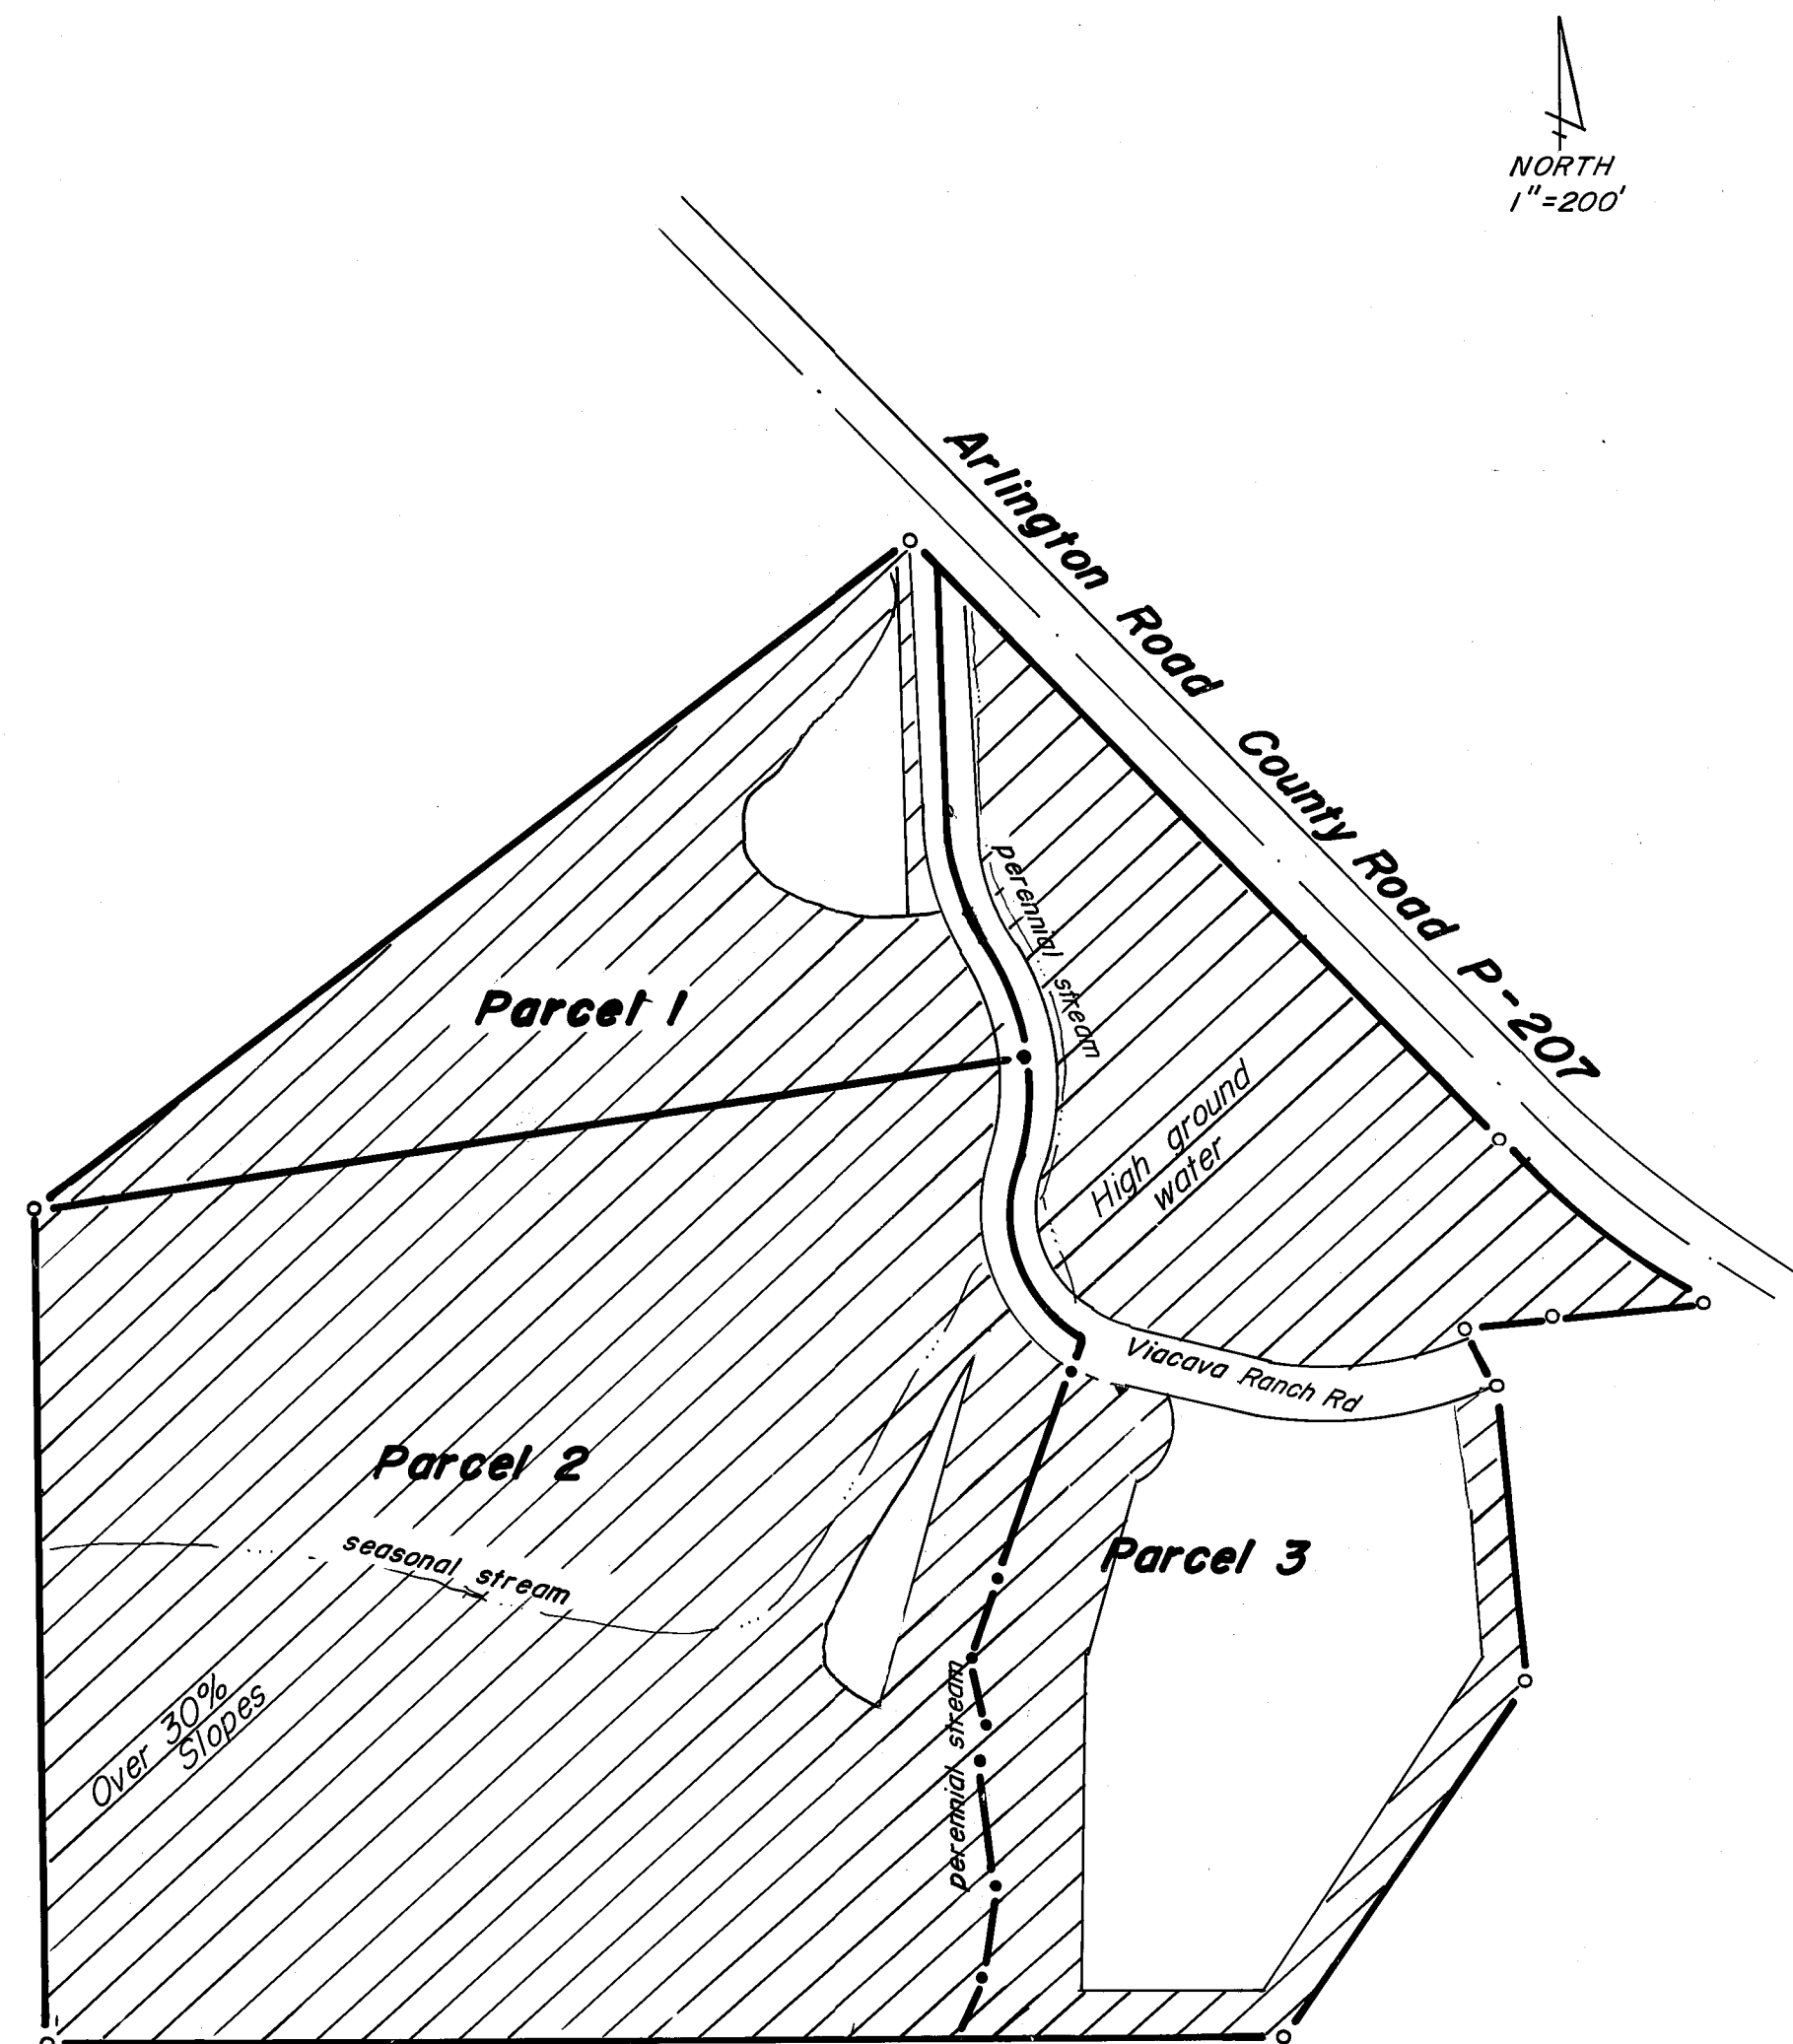 NORTH
1"=200'
Arlington Road County Road P-207
perennial stream
Parcel 1
High ground
water
Viacava Ranch Rd
Parcel 2
seasonal stream
Parcel 3
Over 30%
Slopes
perennial stream